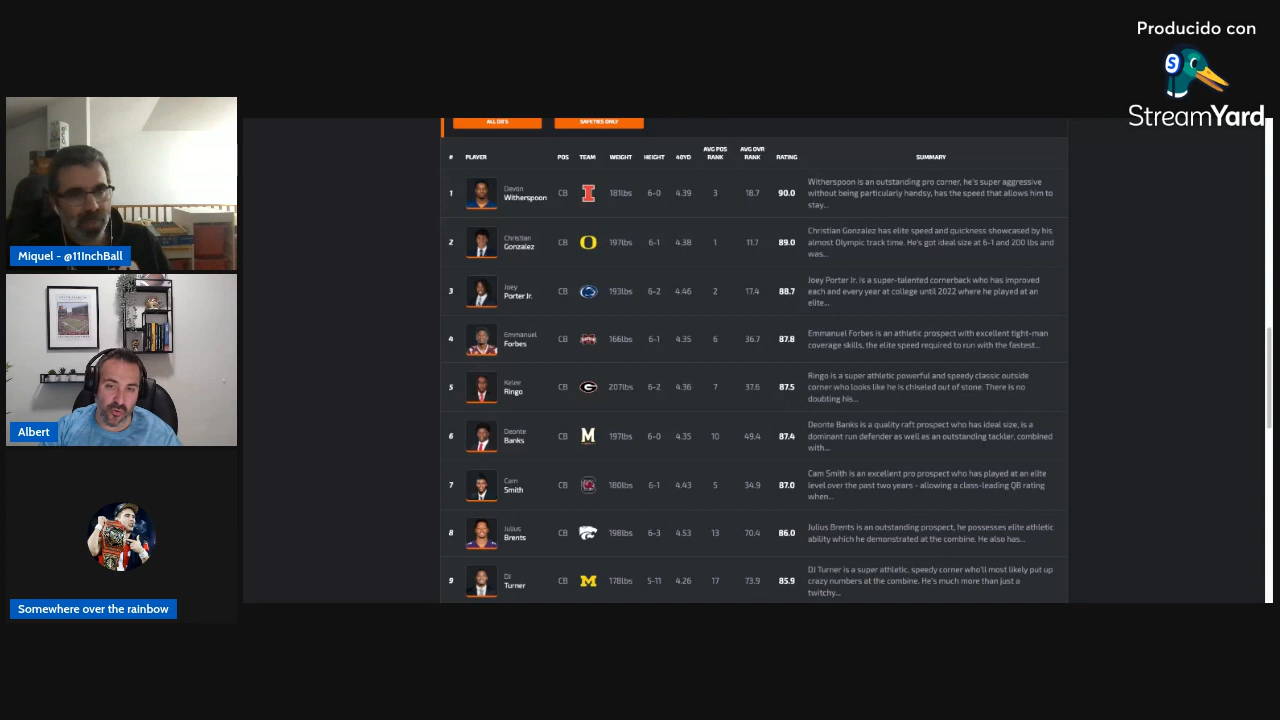 Producido con
StreamYard
ALL DB'S
SAFETIES ONLY
# PLAYER POS TEAM WEIGHT HEIGHT 40YD AVG POS RANK AVG OVR RANK RATING SUMMARY
1 Devon Witherspoon CB 181lbs 6-0 4.39 3 18.7 90.0
Witherspoon is an outstanding pro corner, he's super aggressive
without being particularly handsy, has the speed that allows him to
stay...
2 Christian Gonzalez CB 197lbs 6-1 4.38 1 11.7 89.0
Christian Gonzalez has elite speed and quickness showcased by his
almost Olympic track time. He's got ideal size at 6-1 and 200 lbs and
was...
3 Joey Porter Jr. CB 193lbs 6-2 4.46 2 17.4 88.7
Joey Porter Jr. is a super-talented cornerback who has improved
each and every year at college until 2022 where he played at an
elite...
4 Emmanuel Forbes CB 166lbs 6-1 4.35 6 36.7 87.8
Emmanuel Forbes is an athletic prospect with excellent tight-man
coverage skills, the elite speed required to run with the fastest...
5 Kelee Ringo CB 207lbs 6-2 4.36 7 37.6 87.5
Ringo is a super athletic powerful and speedy classic outside
corner who looks like he is chiseled out of stone. There is no
doubting his...
6 Deonte Banks CB 197lbs 6-0 4.35 10 49.4 87.4
Deonte Banks is a quality raft prospect who has ideal size, is a
dominant run defender as well as an outstanding tackler, combined
with...
7 Cam Smith CB 180lbs 6-1 4.43 5 34.9 87.0
Cam Smith is an excellent pro prospect who has played at an elite
level over the past two years - allowing a class-leading QB rating
when...
8 Julius Brents CB 198lbs 6-3 4.53 13 70.4 86.0
Julius Brents is an outstanding prospect, he possesses elite athletic
ability which he demonstrated at the combine. He also has...
9 DJ Turner CB 178lbs 5-11 4.26 17 73.9 85.9
DJ Turner is a super athletic, speedy corner who'll most likely put up
crazy numbers at the combine. He's much more than just a
twitchy...
Miquel - @11InchBall
Albert
Somewhere over the rainbow